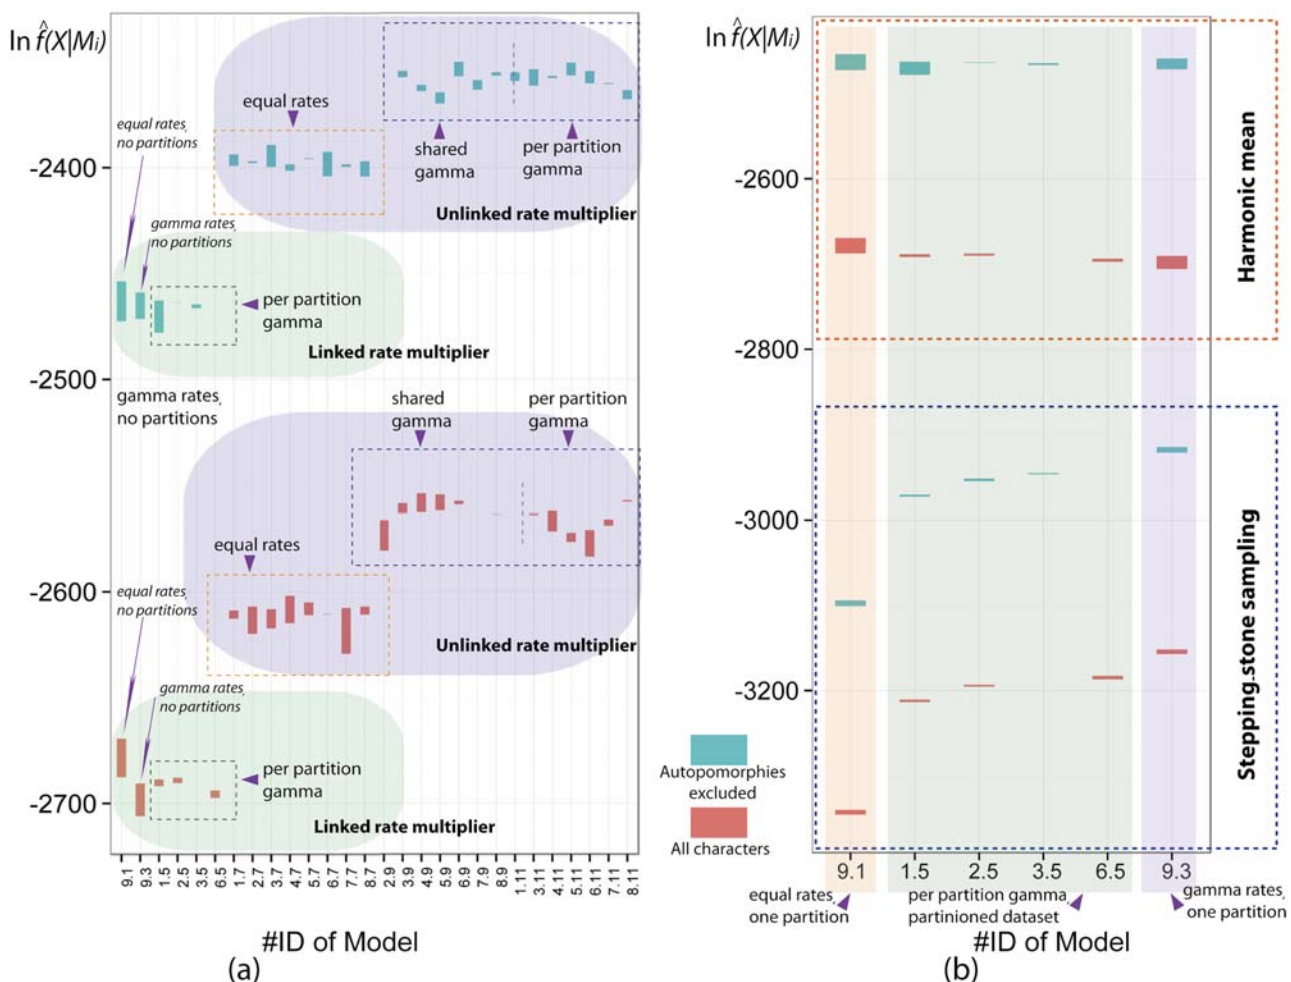 ln f̂(X|Mi)
equal rates,
no partitions
equal rates
shared
gamma
per partition
gamma
-2400
Unlinked rate multiplier
gamma rates,
no partitions
per partition
gamma
Linked rate multiplier
-2500
gamma rates,
no partitions
shared
gamma
per partition
gamma
equal rates
-2600
equal rates,
no partitions
Unlinked rate multiplier
gamma rates,
no partitions
per partition
gamma
-2700
Linked rate multiplier
9.1
9.3
1.5
2.5
3.5
6.5
1.7
2.7
3.7
4.7
5.7
6.7
7.7
8.7
2.9
3.9
4.9
5.9
6.9
7.9
8.9
1.11
3.11
4.11
5.11
6.11
7.11
8.11
#ID of Model
(a)
ln f̂(X|Mi)
-2600
-2800
-3000
-3200
Harmonic mean
Stepping.stone sampling
Autopomorphies
excluded
All characters
9.1
1.5
2.5
3.5
6.5
9.3
equal rates,
one partition
per partition gamma,
partinioned dataset
gamma rates,
one partition
#ID of Model
(b)